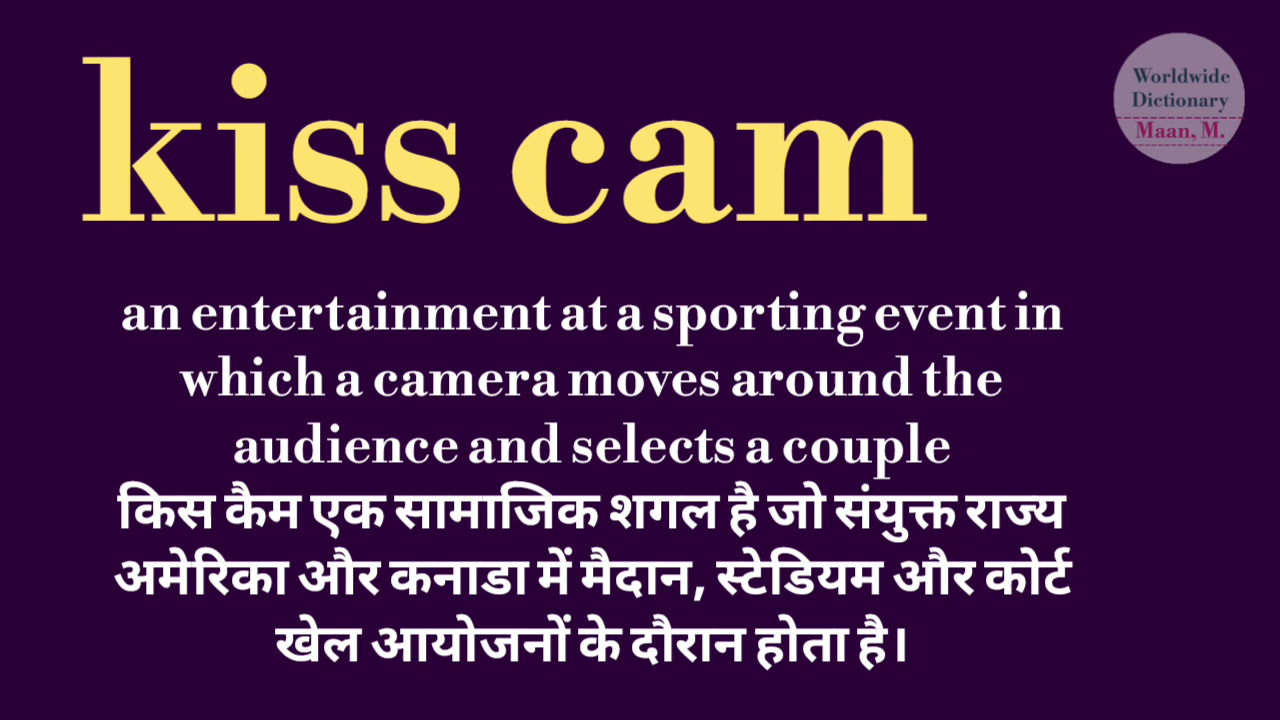 kiss cam
Worldwide
Dictionary
Maan, M.
an entertainment at a sporting event in
which a camera moves around the
audience and selects a couple
किस कैम एक सामाजिक शगल है जो संयुक्त राज्य
अमेरिका और कनाडा में मैदान, स्टेडियम और कोर्ट
खेल आयोजनों के दौरान होता है।